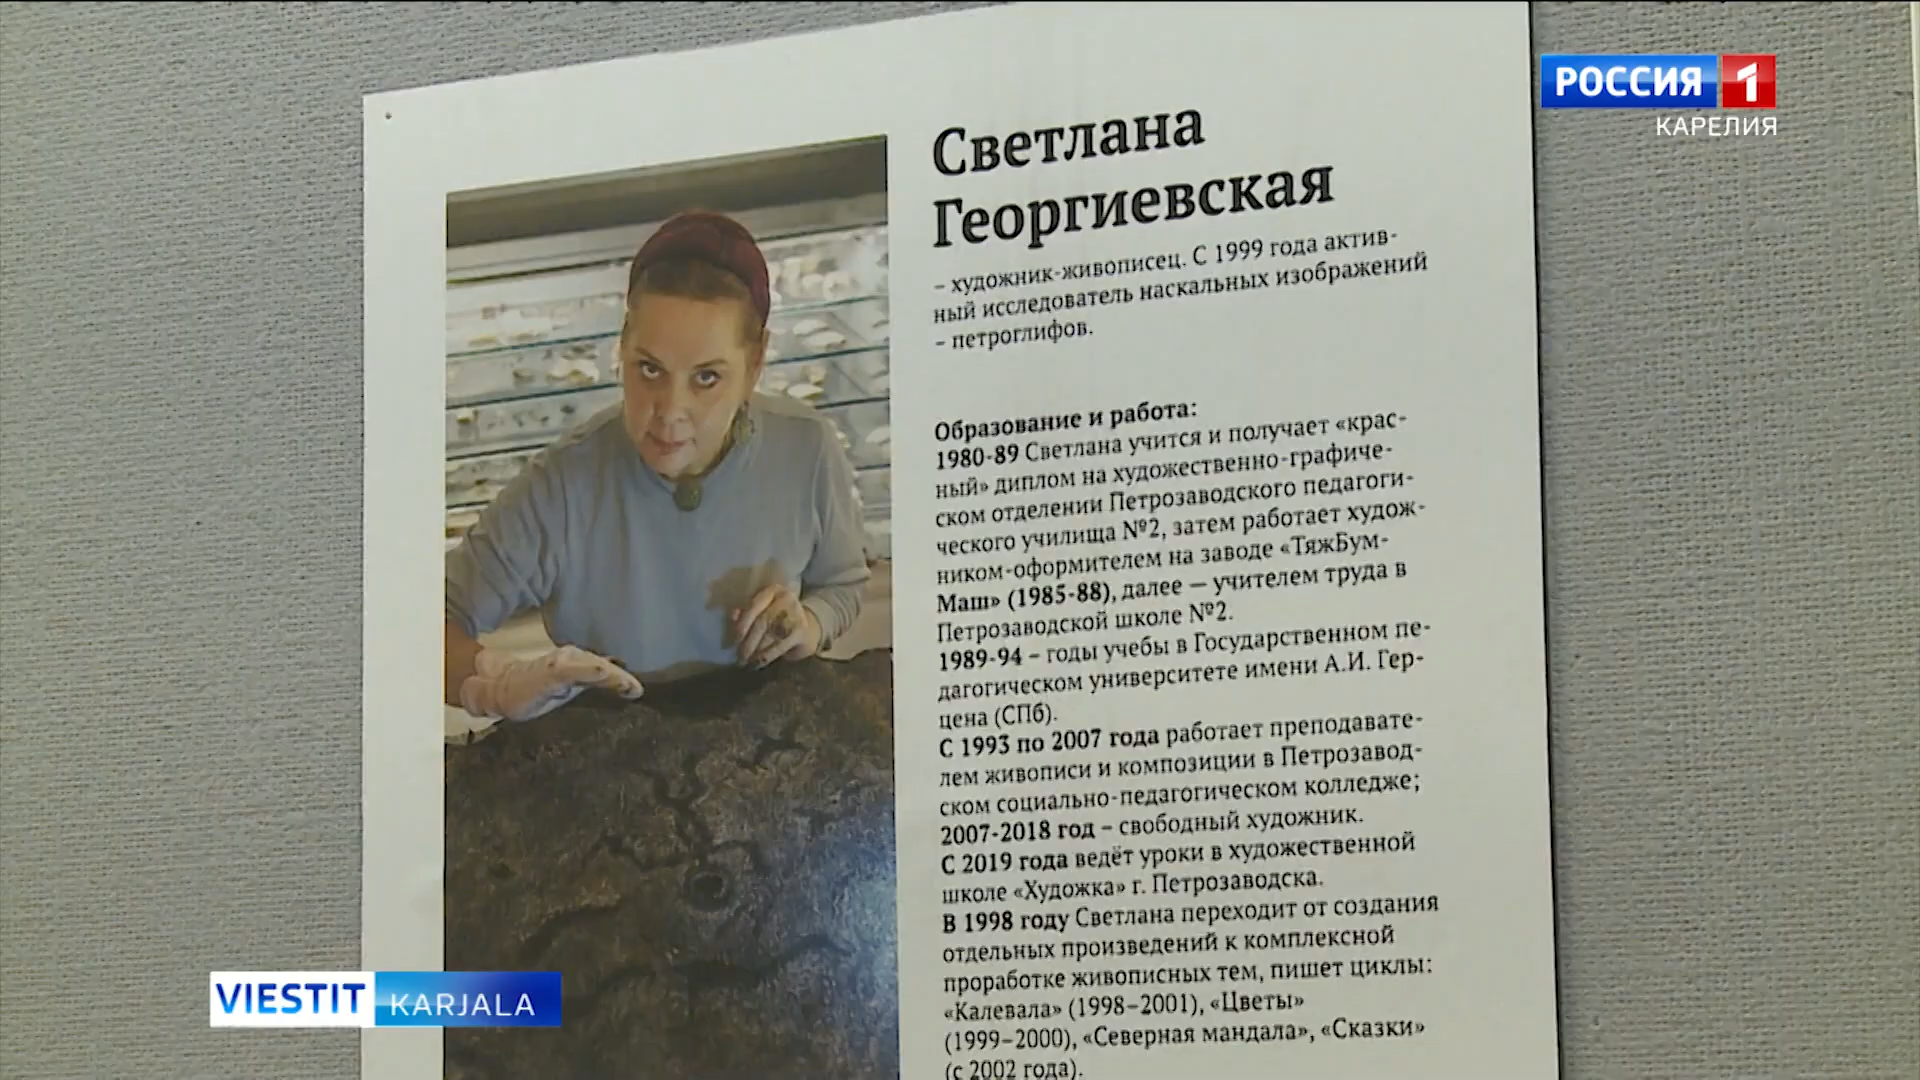 РОССИЯ 1
КАРЕЛИЯ
Светлана
Георгиевская
– художник-живописец. С 1999 года актив-
ный исследователь наскальных изображений
– петроглифов.
Образование и работа:
1980-89 Светлана учится и получает «крас-
ный» диплом на художественно-графиче-
ском отделении Петрозаводского педагоги-
ческого училища №2, затем работает худож-
ником-оформителем на заводе «ТяжБум-
Маш» (1985-88), далее — учителем труда в
Петрозаводской школе №2.
1989-94 – годы учебы в Государственном пе-
дагогическом университете имени А.И. Гер-
цена (СПб).
С 1993 по 2007 года работает преподавате-
лем живописи и композиции в Петрозавод-
ском социально-педагогическом колледже;
2007-2018 год – свободный художник.
С 2019 года ведёт уроки в художественной
школе «Художка» г. Петрозаводска.
В 1998 году Светлана переходит от создания
отдельных произведений к комплексной
проработке живописных тем, пишет циклы:
«Калевала» (1998–2001), «Цветы»
(1999–2000), «Северная мандала», «Сказки»
(с 2002 года).
VIESTIT KARJALA